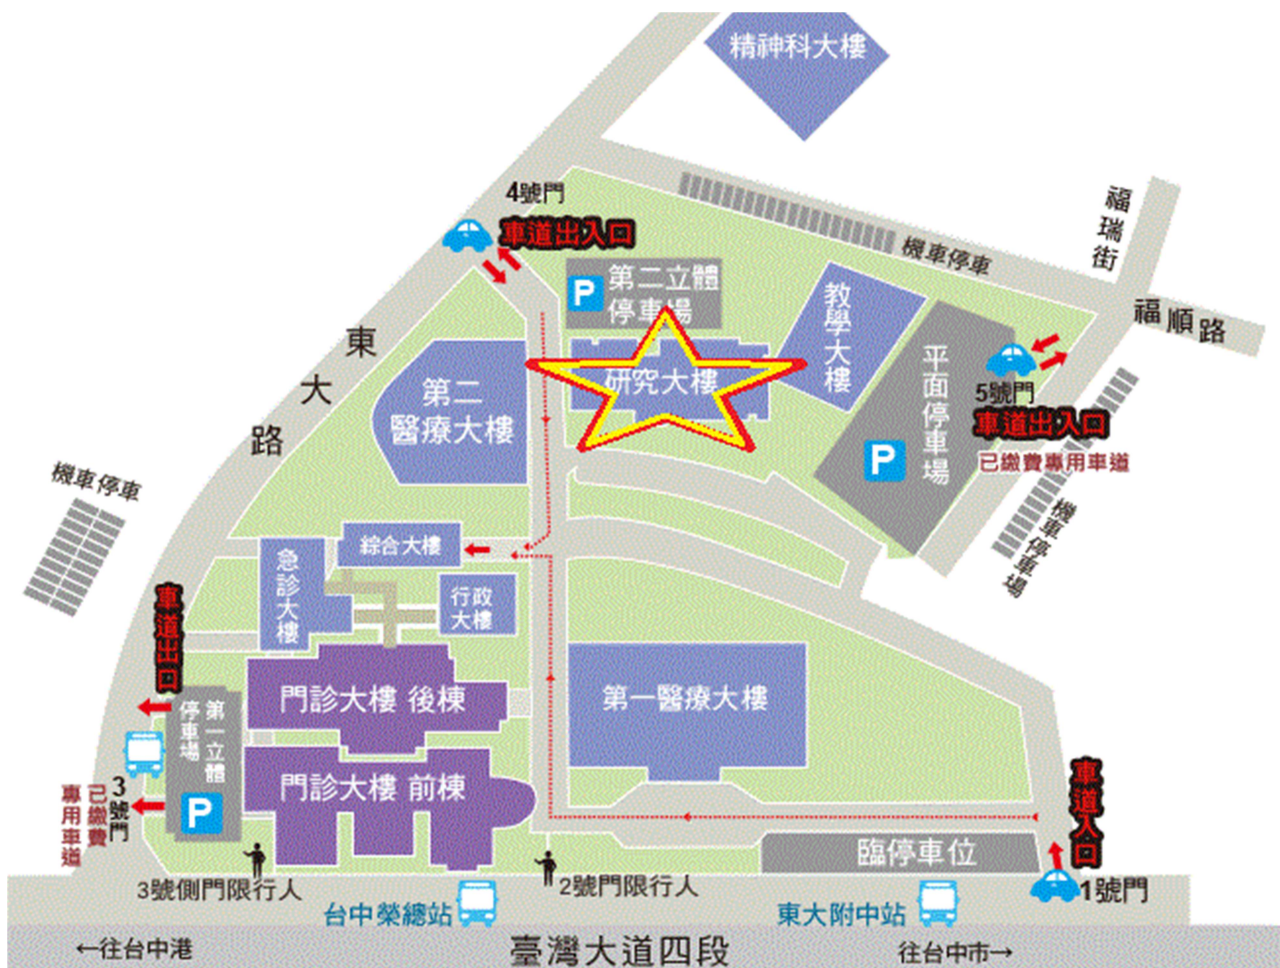 精神科大樓
4號門
車道出入口
福瑞街
機車停車
福順路
P
第二立體
停車場
教學大樓
東大路
研究大樓
平面停車場
P
5號門
車道出入口
已繳費專用車道
機車停車場
第二
醫療大樓
機車停車
綜合大樓
急診大樓
行政
大樓
車道出口
門診大樓 後棟
第一醫療大樓
第一立體
停車場
P
門診大樓 前棟
3號門
已繳費
專用車道
車道入口
臨停車位
1號門
3號側門限行人
2號門限行人
台中榮總站
東大附中站
←往台中港
臺灣大道四段
往台中市→